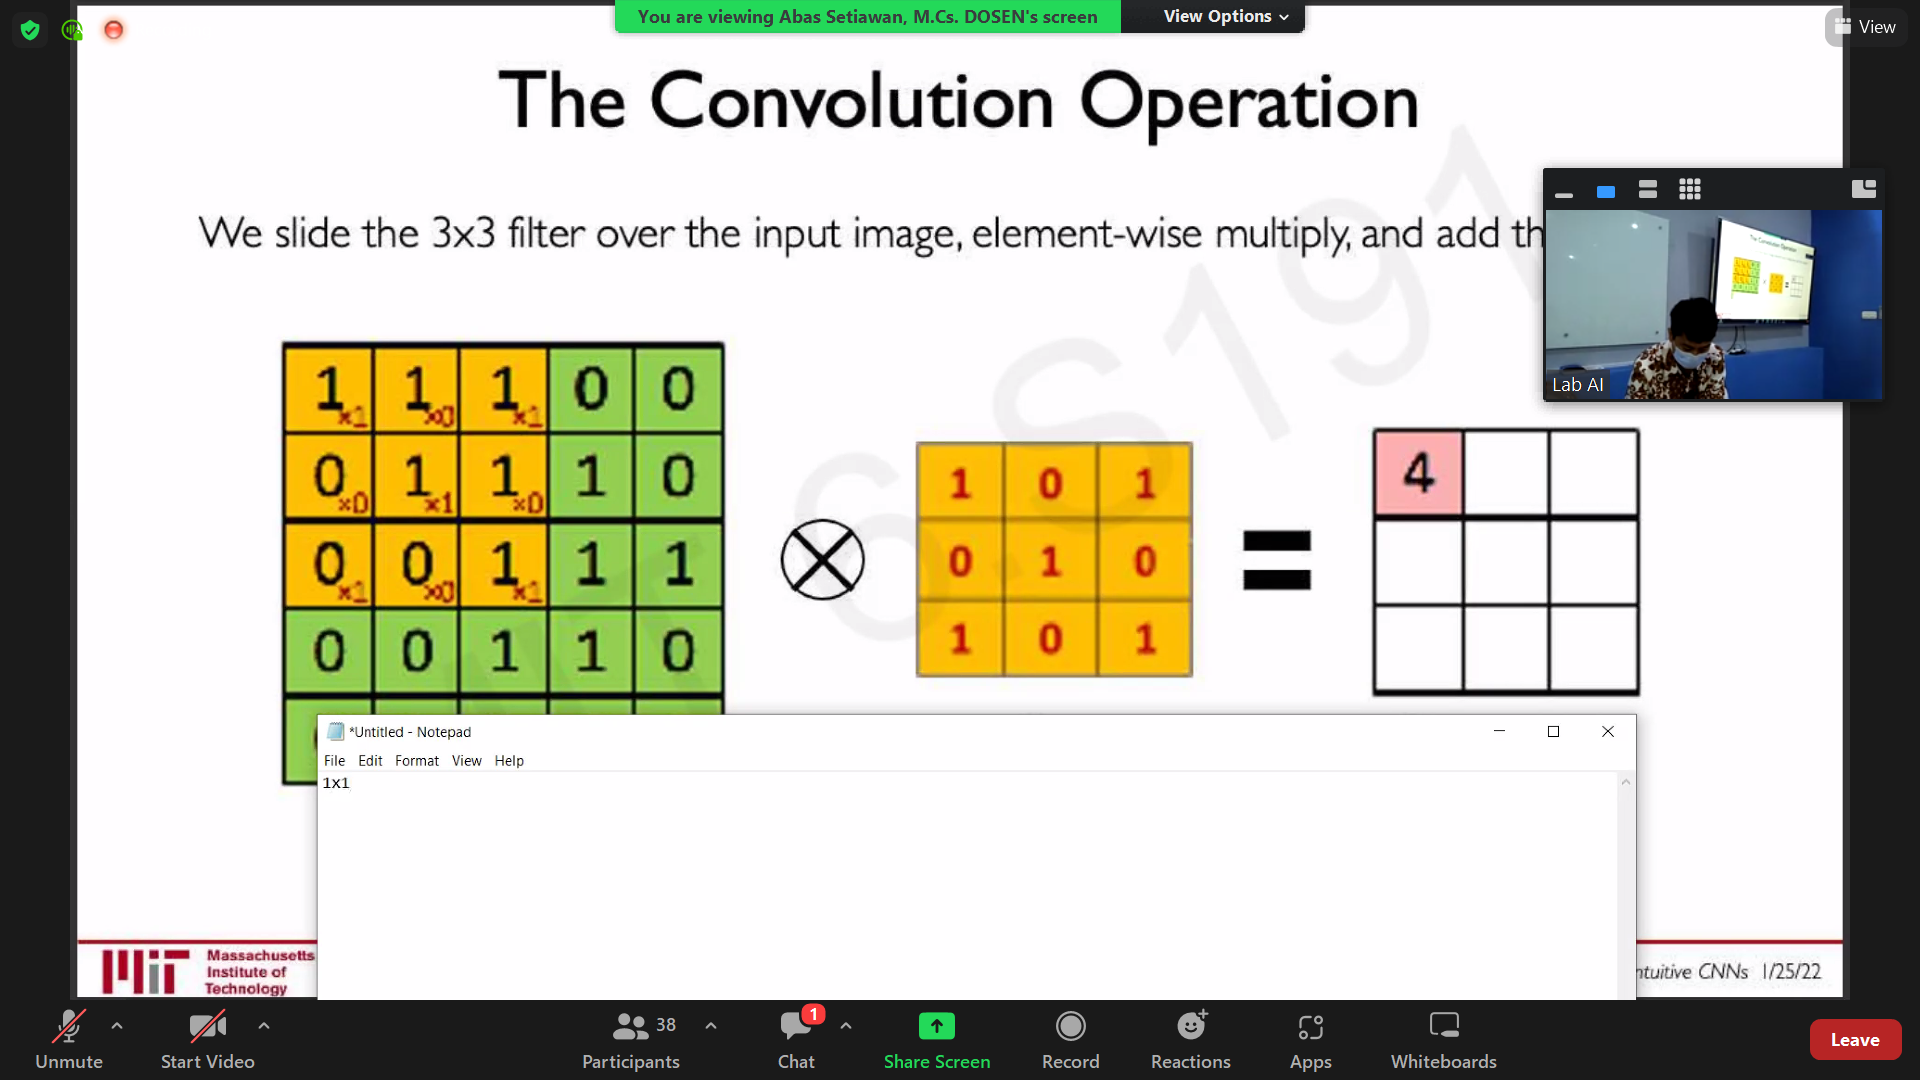 You are viewing Abas Setiawan, M.Cs. DOSEN's screen
View Options
View
The Convolution Operation
We slide the 3x3 filter over the input image, element-wise multiply, and add th
Lab AI
1 ×1 1 ×0 1 ×1 0 0
0 ×0 1 ×1 1 ×0 1 0
0 ×1 0 ×0 1 ×1 1 1
0 0 1 1 0
1 0 1
0 1 0
1 0 1
=
4
6.S191
*Untitled - Notepad
File Edit Format View Help
1x1
MIT
Massachusetts
Institute of
Technology
ntuitive CNNs 1/25/22
Unmute
Start Video
38
Participants
1
Chat
Share Screen
Record
Reactions
Apps
Whiteboards
Leave